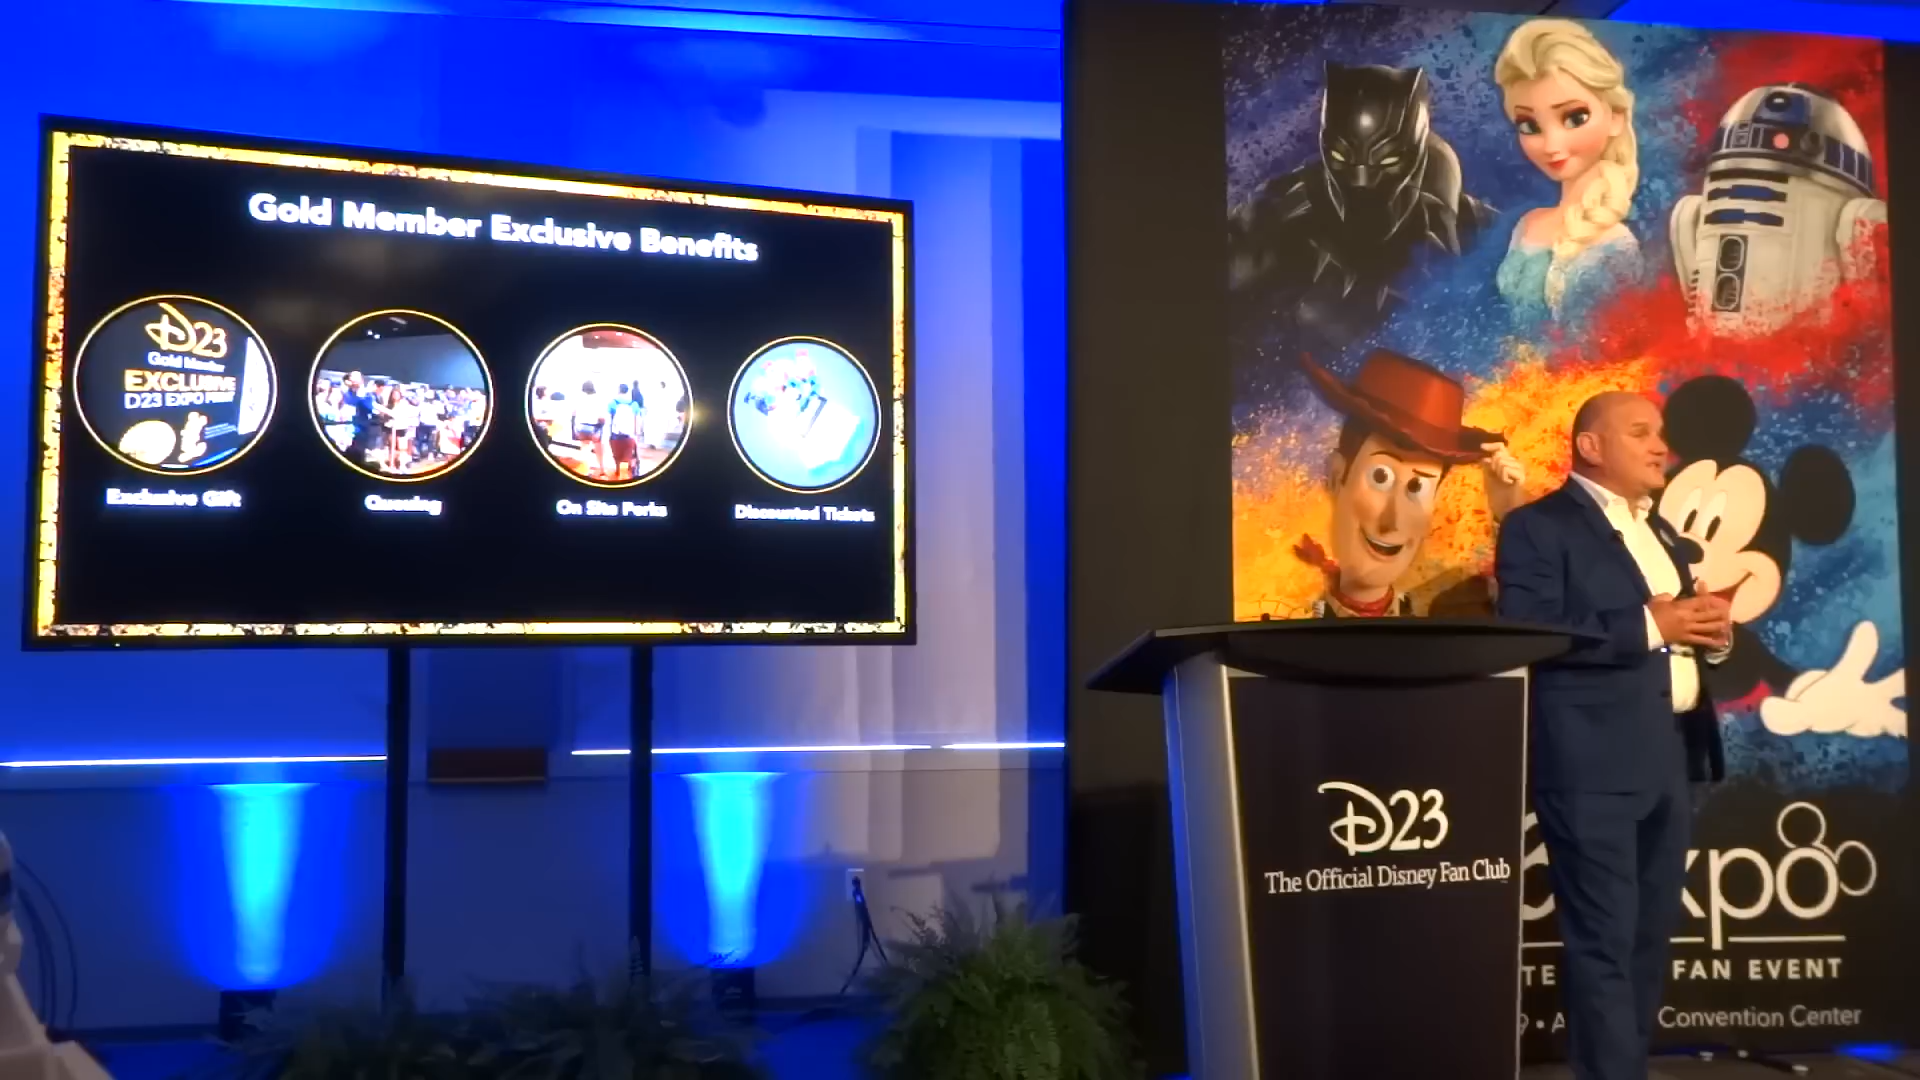 Gold Member Exclusive Benefits
D23
Gold Member
EXCLUSIVE
D23 EXPO
Exclusive Gift
Queuing
On Site Perks
Discounted Tickets
D23
The Official Disney Fan Club
xpo
FAN EVENT
Convention Center